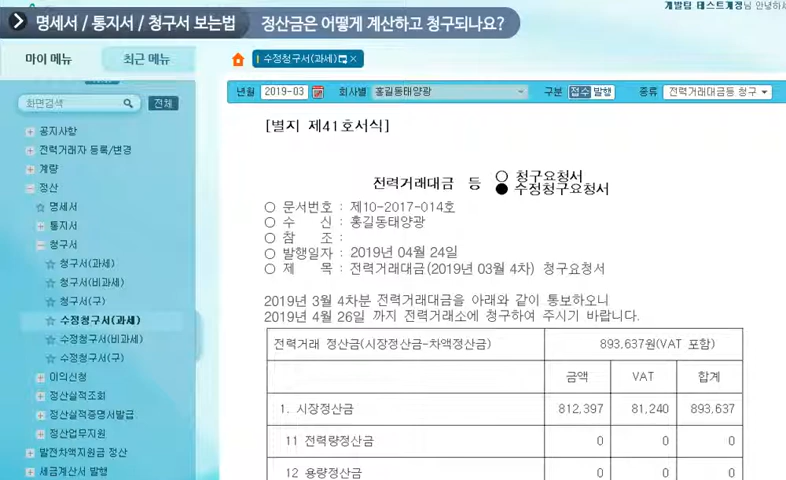 개발팀 테스트계정님 안녕하세
명세서 / 통지서 / 청구서 보는법 정산금은 어떻게 계산하고 청구되나요?
마이 메뉴 최근 메뉴
수정청구서(과세)
화면검색 전체
년월 2019-03 회사별 홍길동태양광 구분 접수 발행 종류 전력거래대금등 청구
공지사항
전력거래자 등록/변경
계량
정산
명세서
통지서
청구서
청구서(과세)
청구서(비과세)
청구서(구)
수정청구서(과세)
수정청구서(비과세)
수정청구서(구)
이의신청
정산실적조회
정산실적증명서발급
정산업무지원
발전차액지원금 정산
세금계산서 발행
[별지 제41호서식]
전력거래대금 등 ○ 청구요청서
● 수정청구요청서
○ 문서번호 : 제10-2017-014호
○ 수 신 : 홍길동태양광
○ 참 조 :
○ 발행일자 : 2019년 04월 24일
○ 제 목 : 전력거래대금(2019년 03월 4차) 청구요청서
2019년 3월 4차분 전력거래대금을 아래와 같이 통보하오니
2019년 4월 26일 까지 전력거래소에 청구하여 주시기 바랍니다.
전력거래 정산금(시장정산금-차액정산금) 893,637원(VAT 포함)
금액 VAT 합계
1. 시장정산금 812,397 81,240 893,637
11 전력량정산금 0 0 0
12 용량정산금 0 0 0